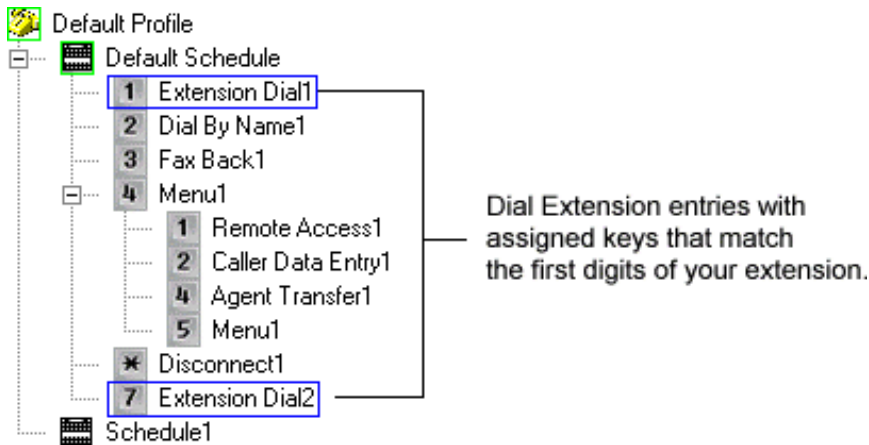 Default Profile
Default Schedule
1 Extension Dial1
2 Dial By Name1
3 Fax Back1
4 Menu1
1 Remote Access1
2 Caller Data Entry1
4 Agent Transfer1
5 Menu1
* Disconnect1
7 Extension Dial2
Schedule1
Dial Extension entries with
assigned keys that match
the first digits of your extension.